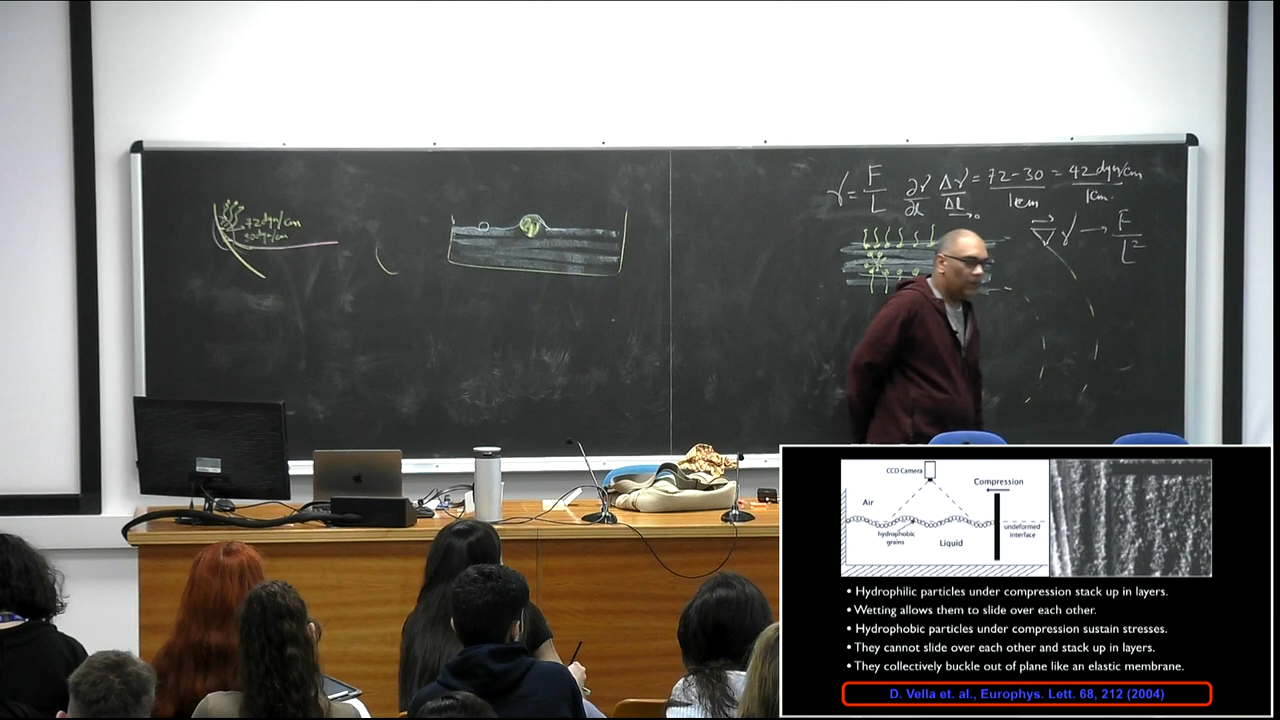 72 dyn/cm
30 dyn/cm
γ = F/L ∂γ/∂l Δγ/Δl = 72-30/1cm = 42 dyn/cm/1cm.
→0
∇γ → F/L²
CCD Camera
Compression
Air
hydrophobic
grains
undeformed
interface
Liquid
• Hydrophilic particles under compression stack up in layers.
• Wetting allows them to slide over each other.
• Hydrophobic particles under compression sustain stresses.
• They cannot slide over each other and stack up in layers.
• They collectively buckle out of plane like an elastic membrane.
D. Vella et. al., Europhys. Lett. 68, 212 (2004)